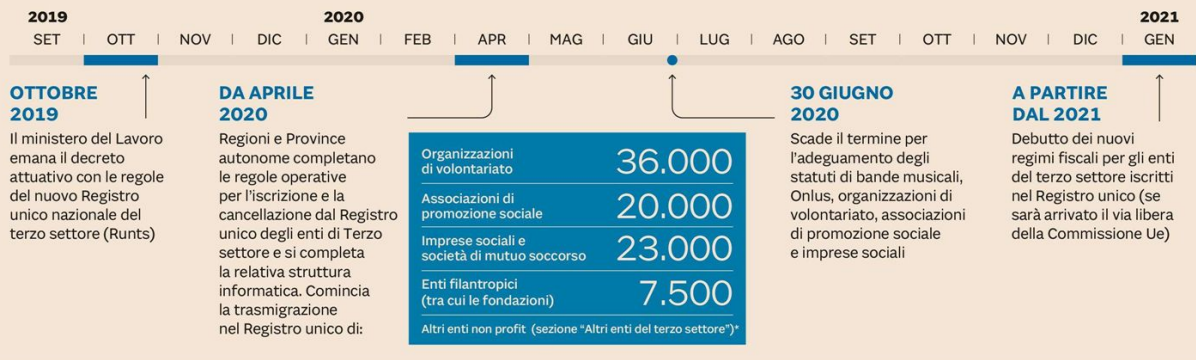 2019
2020
2021
SET | OTT | NOV | DIC | GEN | FEB | APR | MAG | GIU | LUG | AGO | SET | OTT | NOV | DIC | GEN
OTTOBRE
2019
Il ministero del Lavoro
emana il decreto
attuativo con le regole
del nuovo Registro
unico nazionale del
terzo settore (Runts)
DA APRILE
2020
Regioni e Province
autonome completano
le regole operative
per l'iscrizione e la
cancellazione dal Registro
unico degli enti di Terzo
settore e si completa
la relativa struttura
informatica. Comincia
la trasmigrazione
nel Registro unico di:
Organizzazioni
di volontariato
36.000
Associazioni di
promozione sociale
20.000
Imprese sociali e
società di mutuo soccorso
23.000
Enti filantropici
(tra cui le fondazioni)
7.500
Altri enti non profit (sezione "Altri enti del terzo settore")*
30 GIUGNO
2020
Scade il termine per
l'adeguamento degli
statuti di bande musicali,
Onlus, organizzazioni di
volontariato, associazioni
di promozione sociale
e imprese sociali
A PARTIRE
DAL 2021
Debutto dei nuovi
regimi fiscali per gli enti
del terzo settore iscritti
nel Registro unico (se
sarà arrivato il via libera
della Commissione Ue)